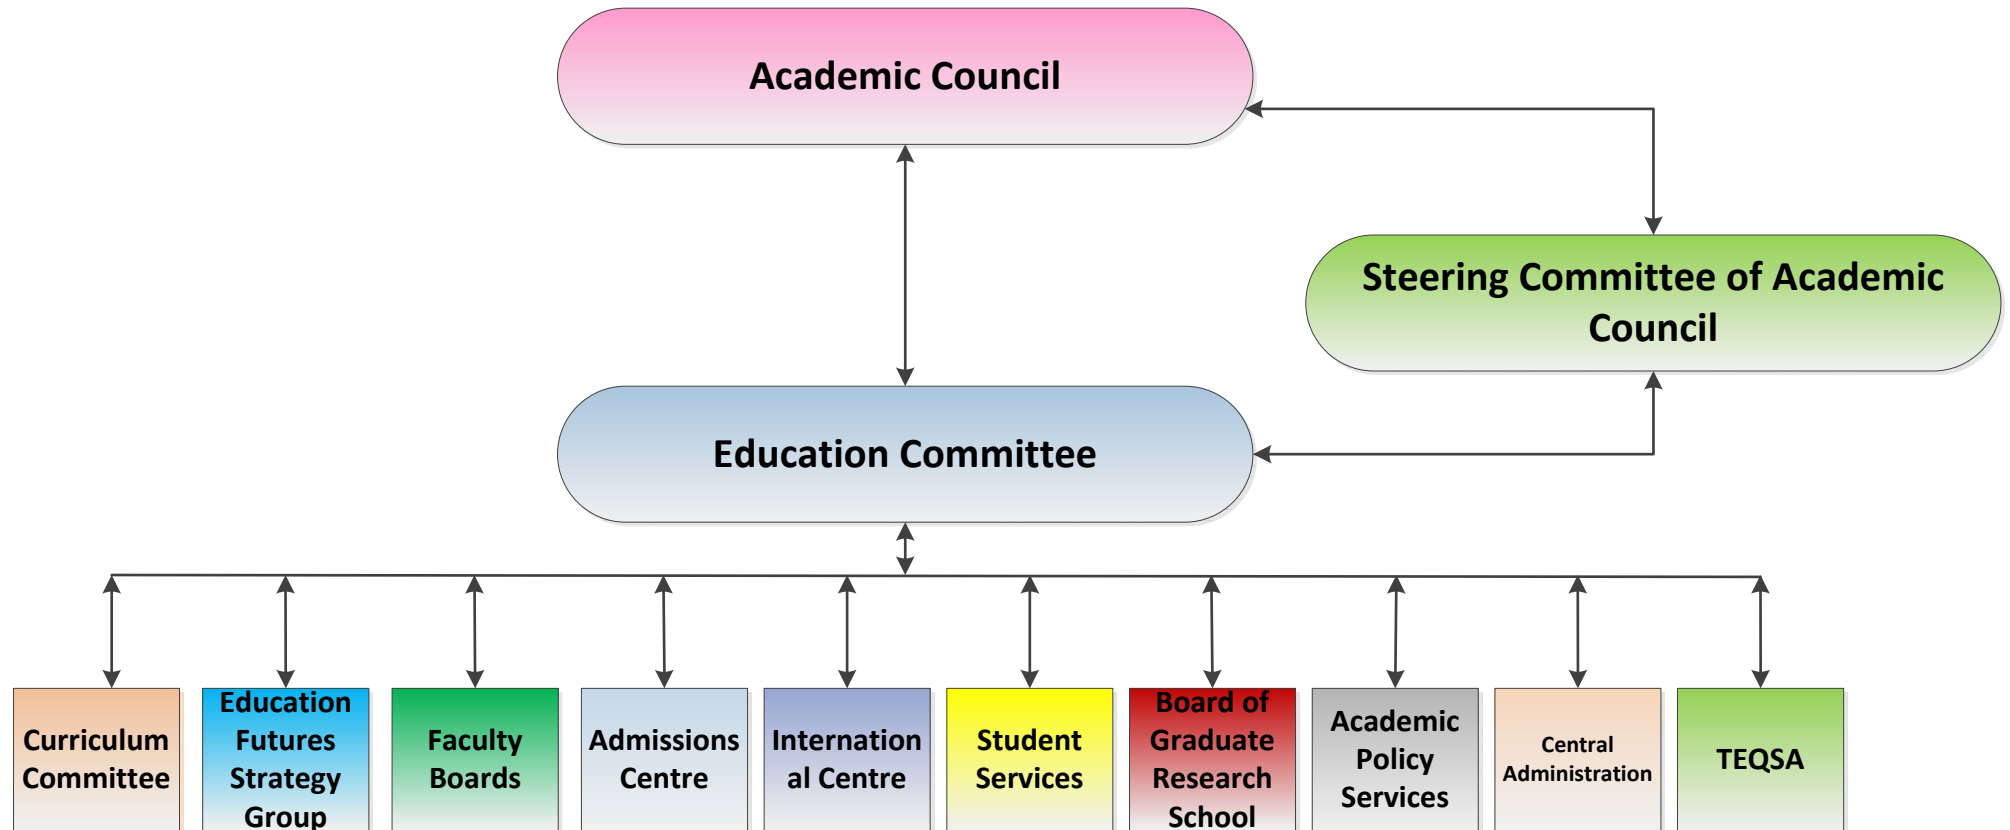 Academic Council
Steering Committee of Academic
Council
Education Committee
Curriculum
Committee
Education
Futures
Strategy
Group
Faculty
Boards
Admissions
Centre
Internation
al Centre
Student
Services
Board of
Graduate
Research
School
Academic
Policy
Services
Central
Administration
TEQSA